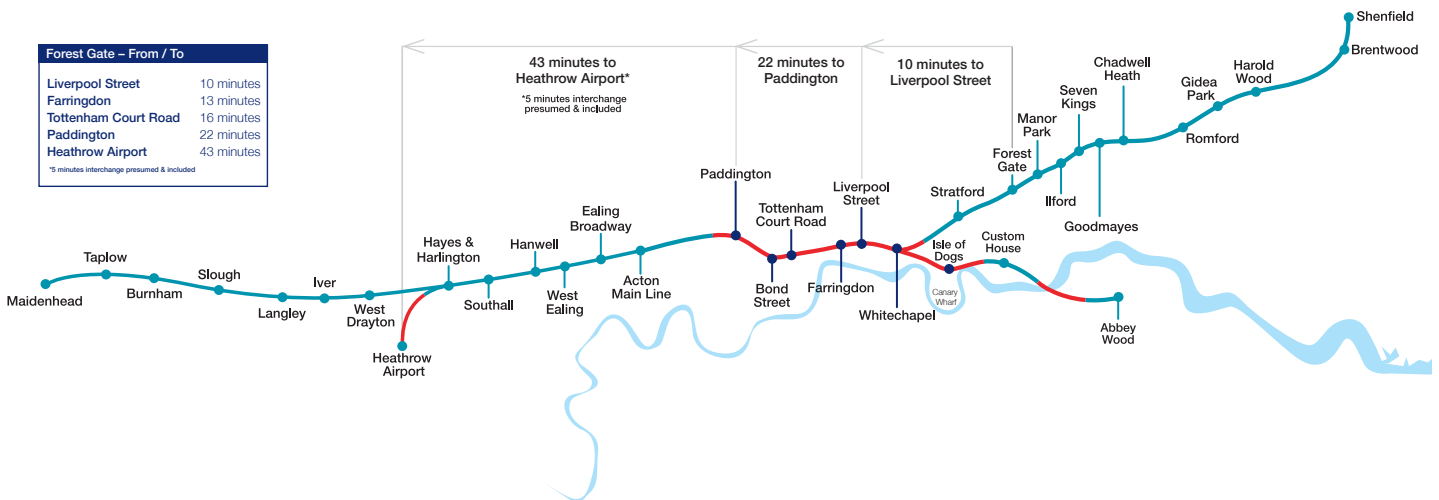 Forest Gate – From / To
Liverpool Street 10 minutes
Farringdon 13 minutes
Tottenham Court Road 16 minutes
Paddington 22 minutes
Heathrow Airport 43 minutes
*5 minutes interchange presumed & included
43 minutes to
Heathrow Airport*
*5 minutes interchange
presumed & included
22 minutes to
Paddington
10 minutes to
Liverpool Street
Maidenhead
Taplow
Burnham
Slough
Langley
Iver
West
Drayton
Heathrow
Airport
Hayes &
Harlington
Southall
Hanwell
West
Ealing
Ealing
Broadway
Acton
Main Line
Paddington
Bond
Street
Tottenham
Court Road
Farringdon
Liverpool
Street
Whitechapel
Stratford
Forest
Gate
Manor
Park
Ilford
Seven
Kings
Goodmayes
Chadwell
Heath
Romford
Gidea
Park
Harold
Wood
Brentwood
Shenfield
Isle of
Dogs
Canary
Wharf
Custom
House
Abbey
Wood